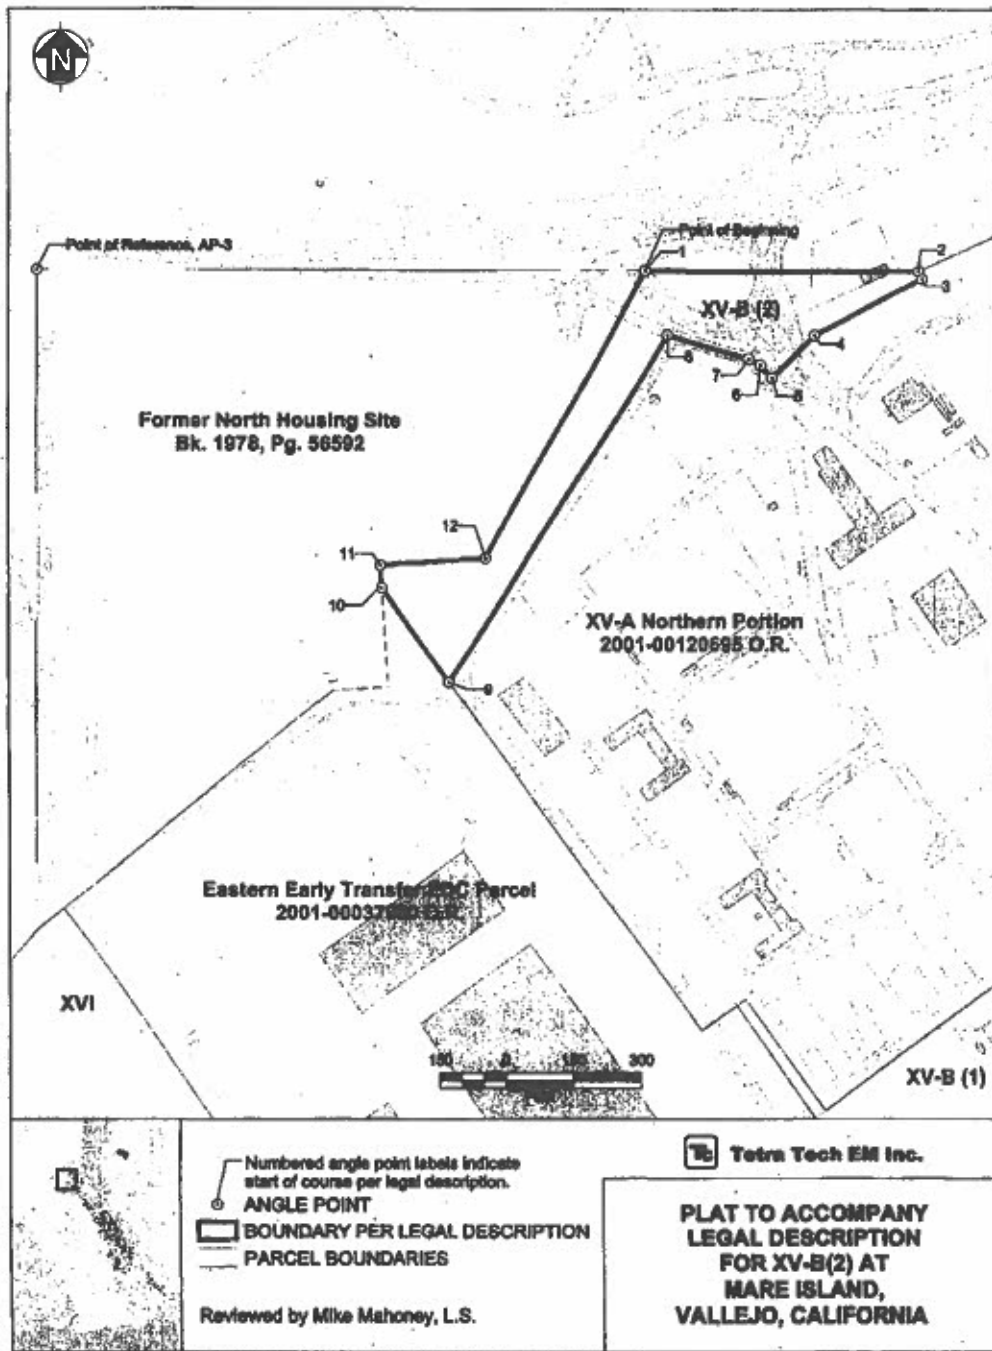 N
Point of Reference, AP-3
Point of Beginning
1
2
3
XV-B (2)
4
8
7
6
5
Former North Housing Site
Bk. 1978, Pg. 56592
12
11
10
XV-A Northern Portion
2001-00120695 O.R.
9
Eastern Early Transfer EDC Parcel
XVI
150 0 150 300
XV-B (1)
Numbered angle point labels indicate
start of course per legal description.
ANGLE POINT
BOUNDARY PER LEGAL DESCRIPTION
PARCEL BOUNDARIES
Reviewed by Mike Mahoney, L.S.
Tetra Tech EM Inc.
PLAT TO ACCOMPANY
LEGAL DESCRIPTION
FOR XV-B(2) AT
MARE ISLAND,
VALLEJO, CALIFORNIA